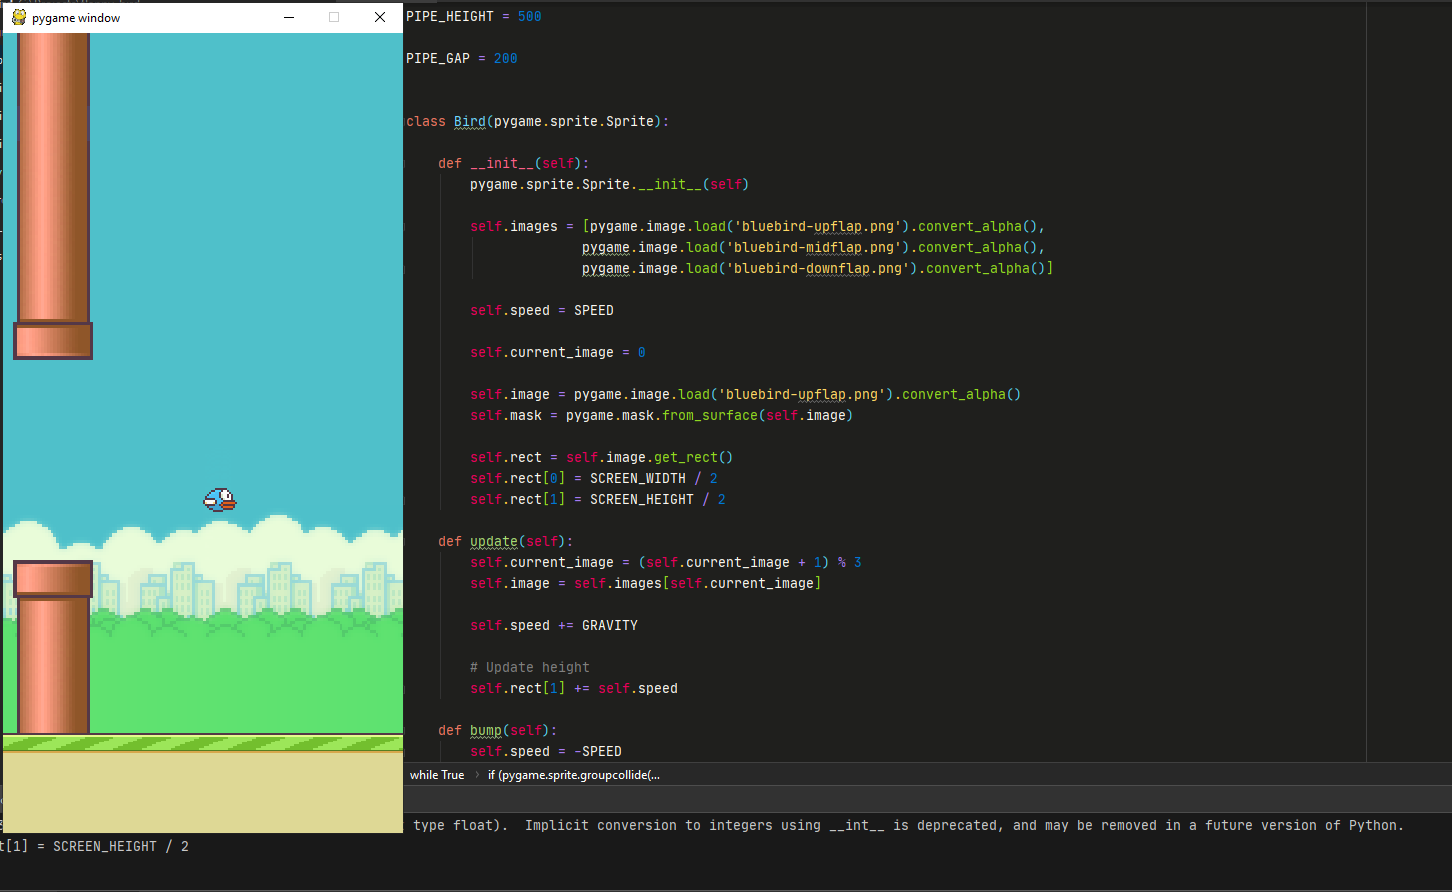 pygame window
PIPE_HEIGHT = 500
PIPE_GAP = 200
class Bird(pygame.sprite.Sprite):
def __init__(self):
pygame.sprite.Sprite.__init__(self)
self.images = [pygame.image.load('bluebird-upflap.png').convert_alpha(),
pygame.image.load('bluebird-midflap.png').convert_alpha(),
pygame.image.load('bluebird-downflap.png').convert_alpha()]
self.speed = SPEED
self.current_image = 0
self.image = pygame.image.load('bluebird-upflap.png').convert_alpha()
self.mask = pygame.mask.from_surface(self.image)
self.rect = self.image.get_rect()
self.rect[0] = SCREEN_WIDTH / 2
self.rect[1] = SCREEN_HEIGHT / 2
def update(self):
self.current_image = (self.current_image + 1) % 3
self.image = self.images[self.current_image]
self.speed += GRAVITY
# Update height
self.rect[1] += self.speed
def bump(self):
self.speed = -SPEED
while True › if (pygame.sprite.groupcollide(...
type float).  Implicit conversion to integers using __int__ is deprecated, and may be removed in a future version of Python.
t[1] = SCREEN_HEIGHT / 2